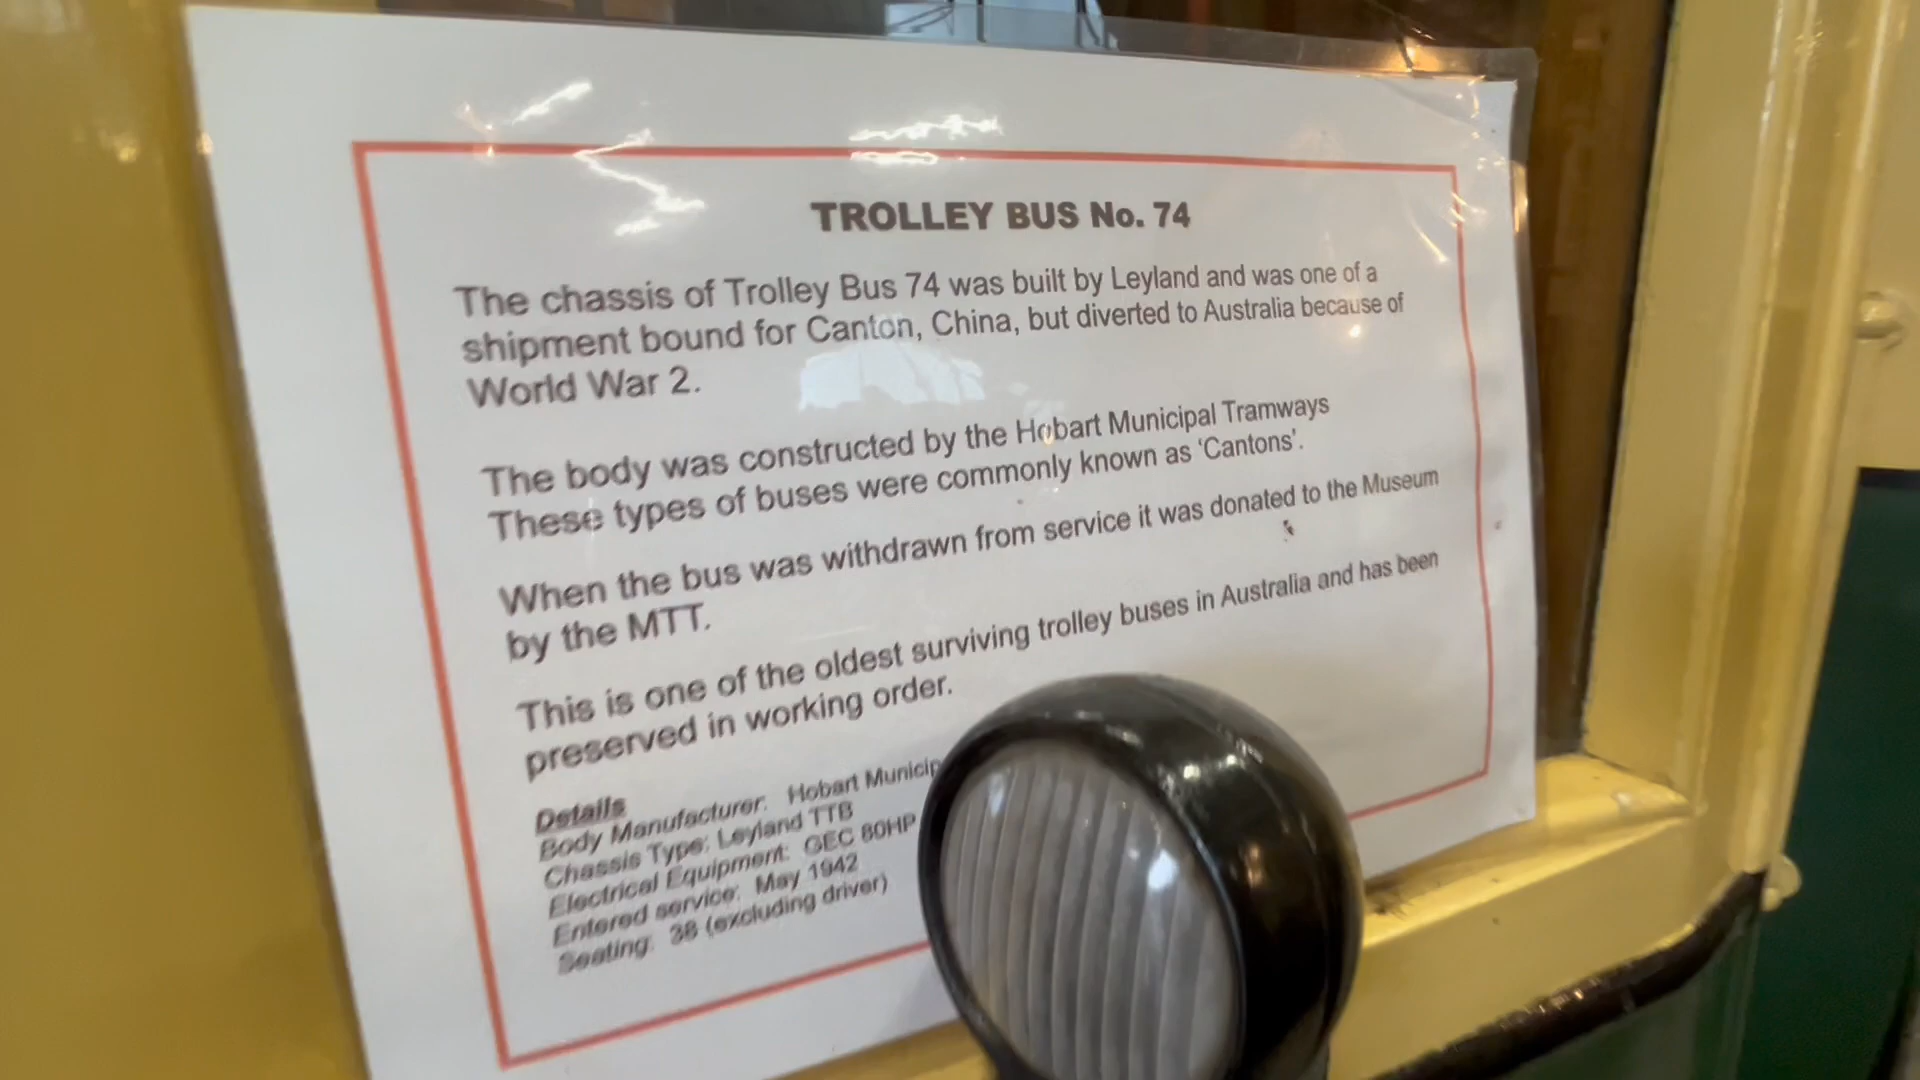 TROLLEY BUS No. 74
The chassis of Trolley Bus 74 was built by Leyland and was one of a
shipment bound for Canton, China, but diverted to Australia because of
World War 2.
The body was constructed by the Hobart Municipal Tramways
These types of buses were commonly known as 'Cantons'.
When the bus was withdrawn from service it was donated to the Museum
by the MTT.
This is one of the oldest surviving trolley buses in Australia and has been
preserved in working order.
Details
Body Manufacturer: Hobart Municip
Chassis Type: Leyland TTB
Electrical Equipment: GEC 80HP
Entered service: May 1942
Seating: 38 (excluding driver)